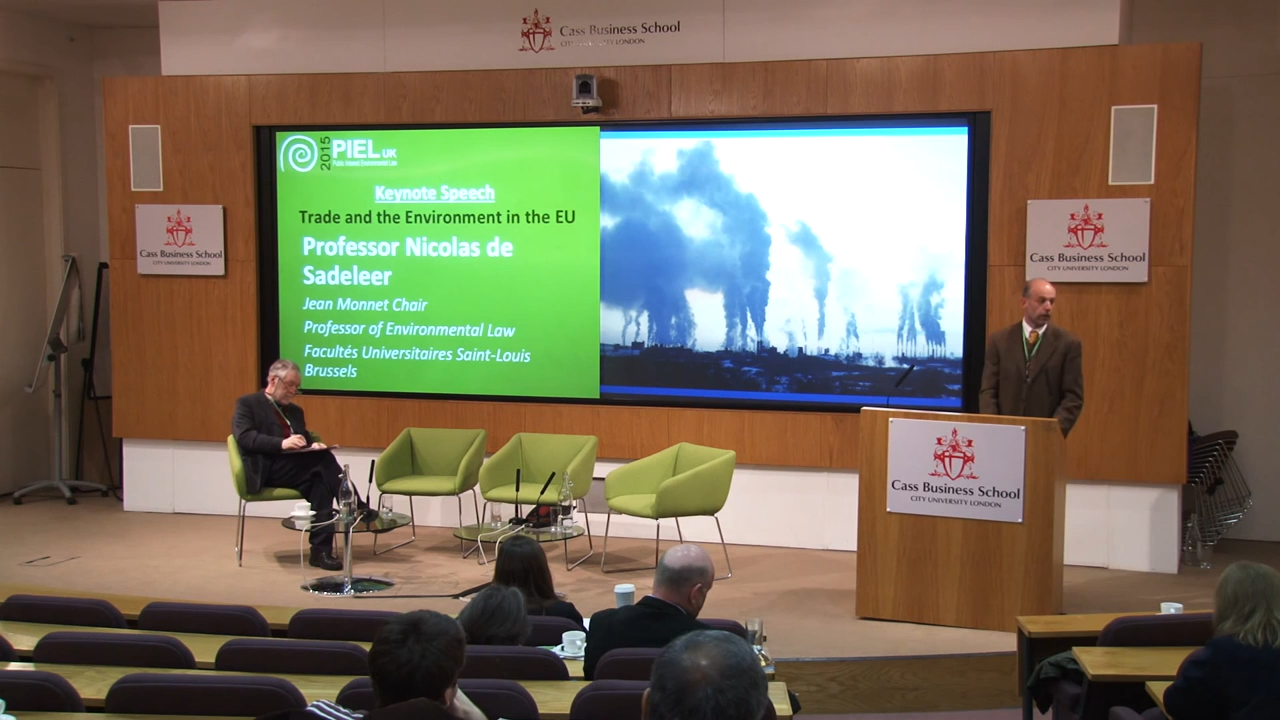 Cass Business School
CITY UNIVERSITY LONDON
2015
PIEL UK
Public Interest Environmental Law
Keynote Speech
Trade and the Environment in the EU
Professor Nicolas de
Sadeleer
Jean Monnet Chair
Professor of Environmental Law
Facultés Universitaires Saint-Louis
Brussels
Cass Business School
CITY UNIVERSITY LONDON
Cass Business School
CITY UNIVERSITY LONDON
Cass Business School
CITY UNIVERSITY LONDON